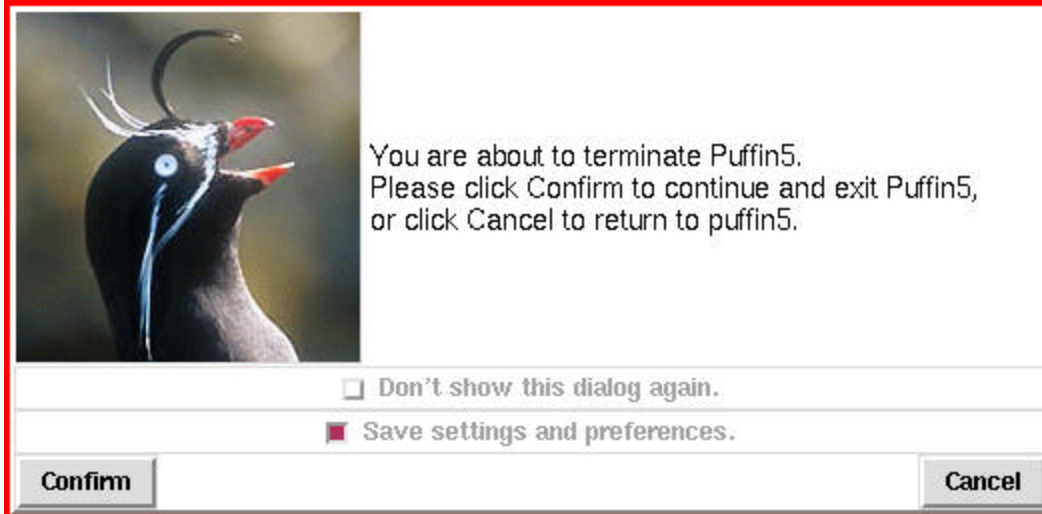 You are about to terminate Puffin5.
Please click Confirm to continue and exit Puffin5,
or click Cancel to return to puffin5.
Don't show this dialog again.
Save settings and preferences.
Confirm
Cancel